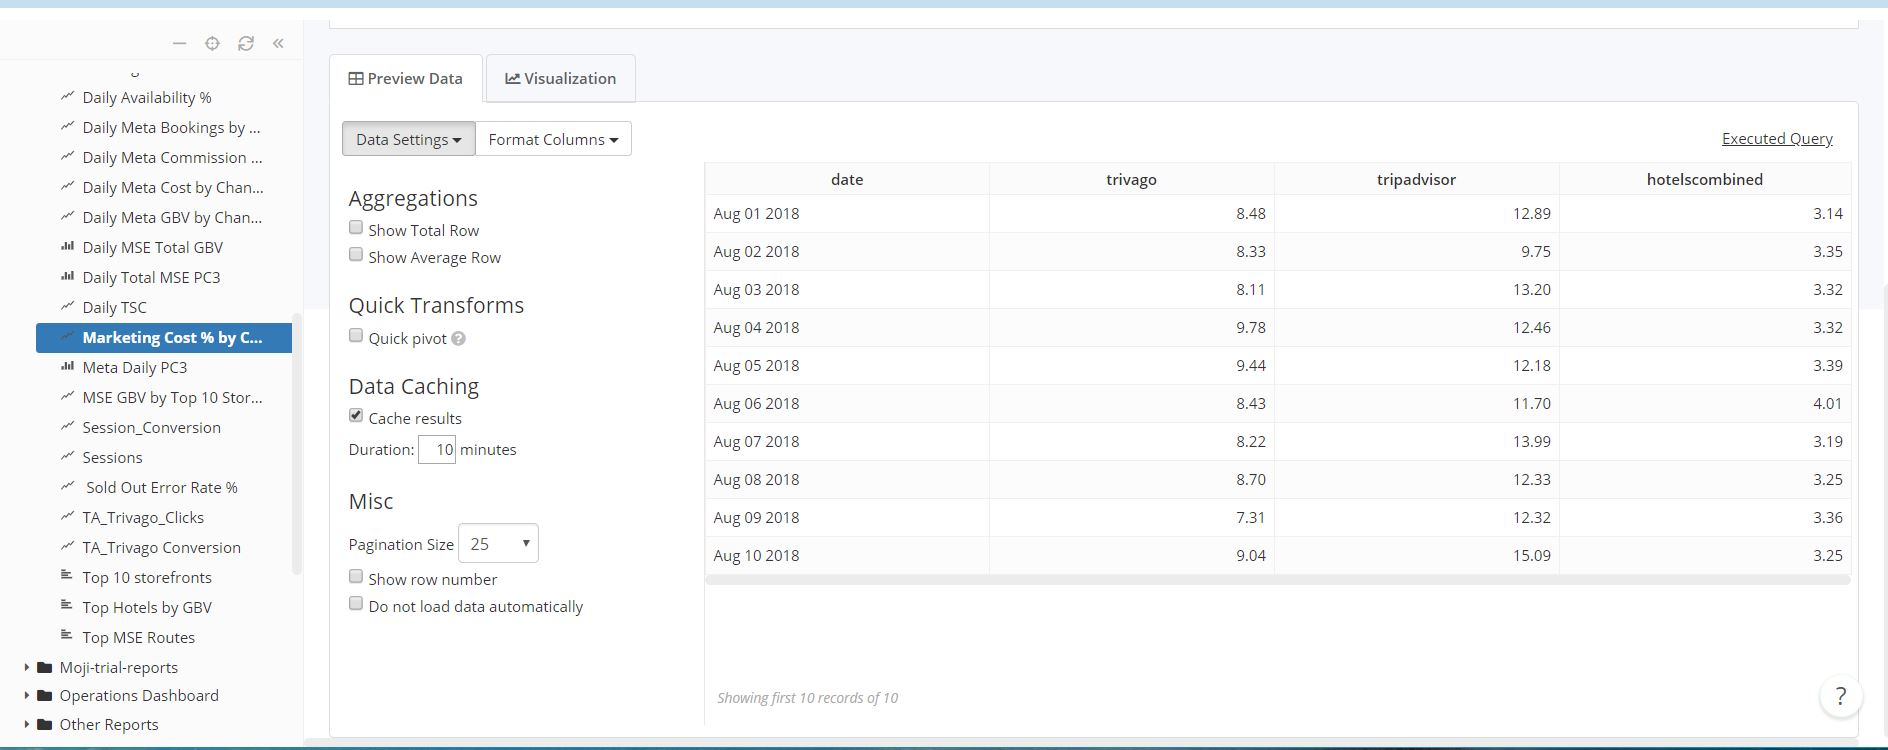 Daily Availability %
Daily Meta Bookings by ...
Daily Meta Commission ...
Daily Meta Cost by Chan...
Daily Meta GBV by Chan...
Daily MSE Total GBV
Daily Total MSE PC3
Daily TSC
Marketing Cost % by C...
Meta Daily PC3
MSE GBV by Top 10 Stor...
Session_Conversion
Sessions
Sold Out Error Rate %
TA_Trivago_Clicks
TA_Trivago Conversion
Top 10 storefronts
Top Hotels by GBV
Top MSE Routes
Moji-trial-reports
Operations Dashboard
Other Reports
Preview Data Visualization
Data Settings Format Columns
Executed Query
Aggregations
Show Total Row
Show Average Row
Quick Transforms
Quick pivot ?
Data Caching
Cache results
Duration: 10 minutes
Misc
Pagination Size 25
Show row number
Do not load data automatically
date trivago tripadvisor hotelscombined
Aug 01 2018 8.48 12.89 3.14
Aug 02 2018 8.33 9.75 3.35
Aug 03 2018 8.11 13.20 3.32
Aug 04 2018 9.78 12.46 3.32
Aug 05 2018 9.44 12.18 3.39
Aug 06 2018 8.43 11.70 4.01
Aug 07 2018 8.22 13.99 3.19
Aug 08 2018 8.70 12.33 3.25
Aug 09 2018 7.31 12.32 3.36
Aug 10 2018 9.04 15.09 3.25
Showing first 10 records of 10
?